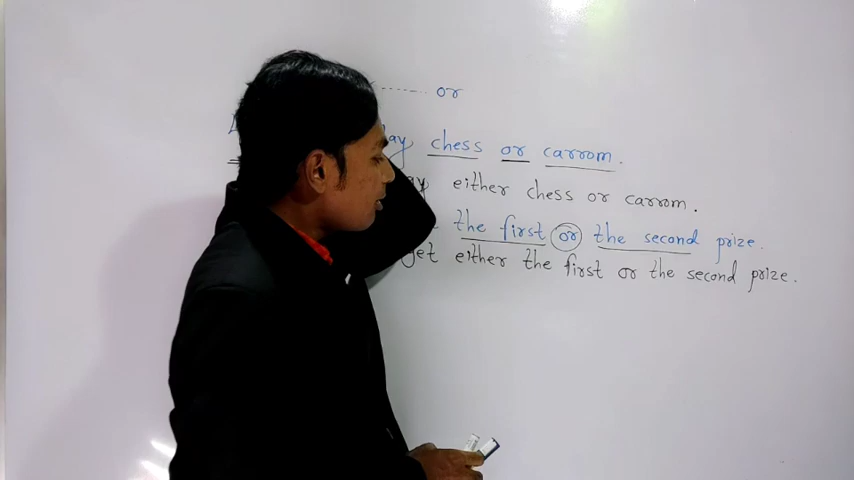 ------ or
chess or carrom.
either chess or carrom.
the first or the second prize.
get either the first or the second prize.